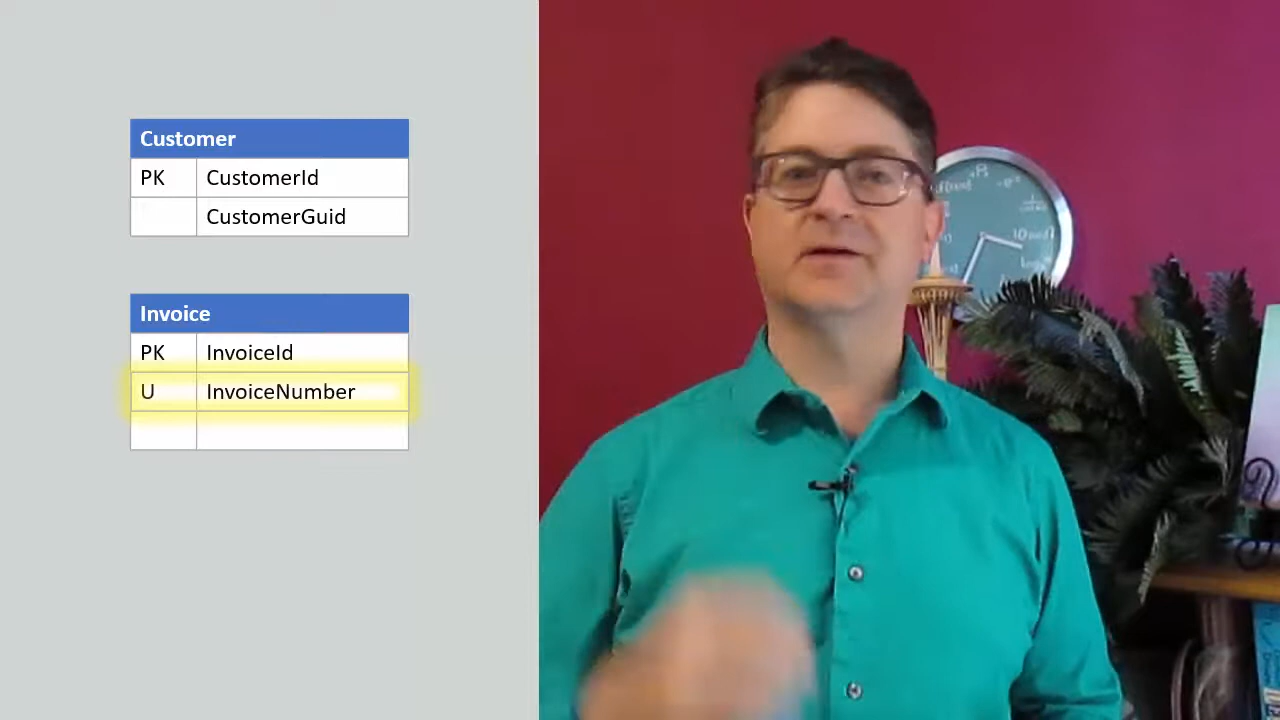 Customer
PK CustomerId
CustomerGuid
Invoice
PK InvoiceId
U InvoiceNumber